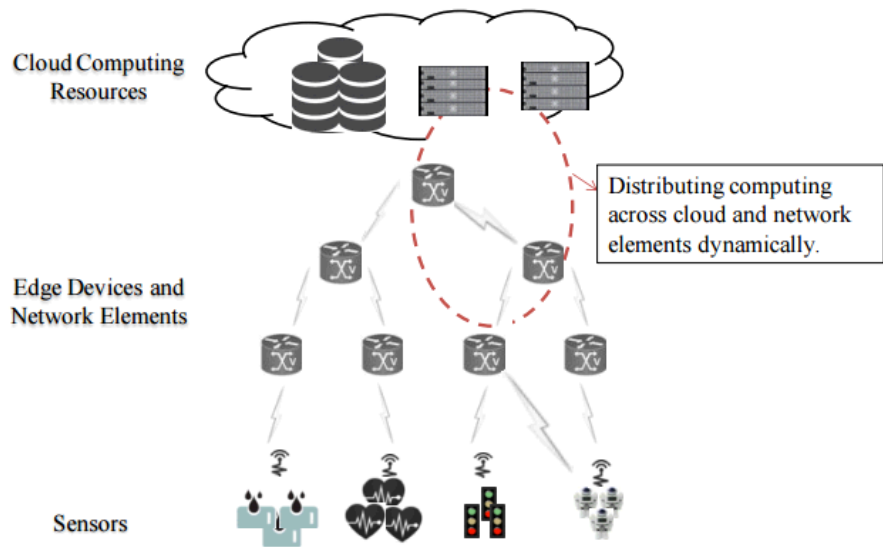 Cloud Computing
Resources
Distributing computing
across cloud and network
elements dynamically.
Edge Devices and
Network Elements
V
V
V
V
V
V
V
Sensors